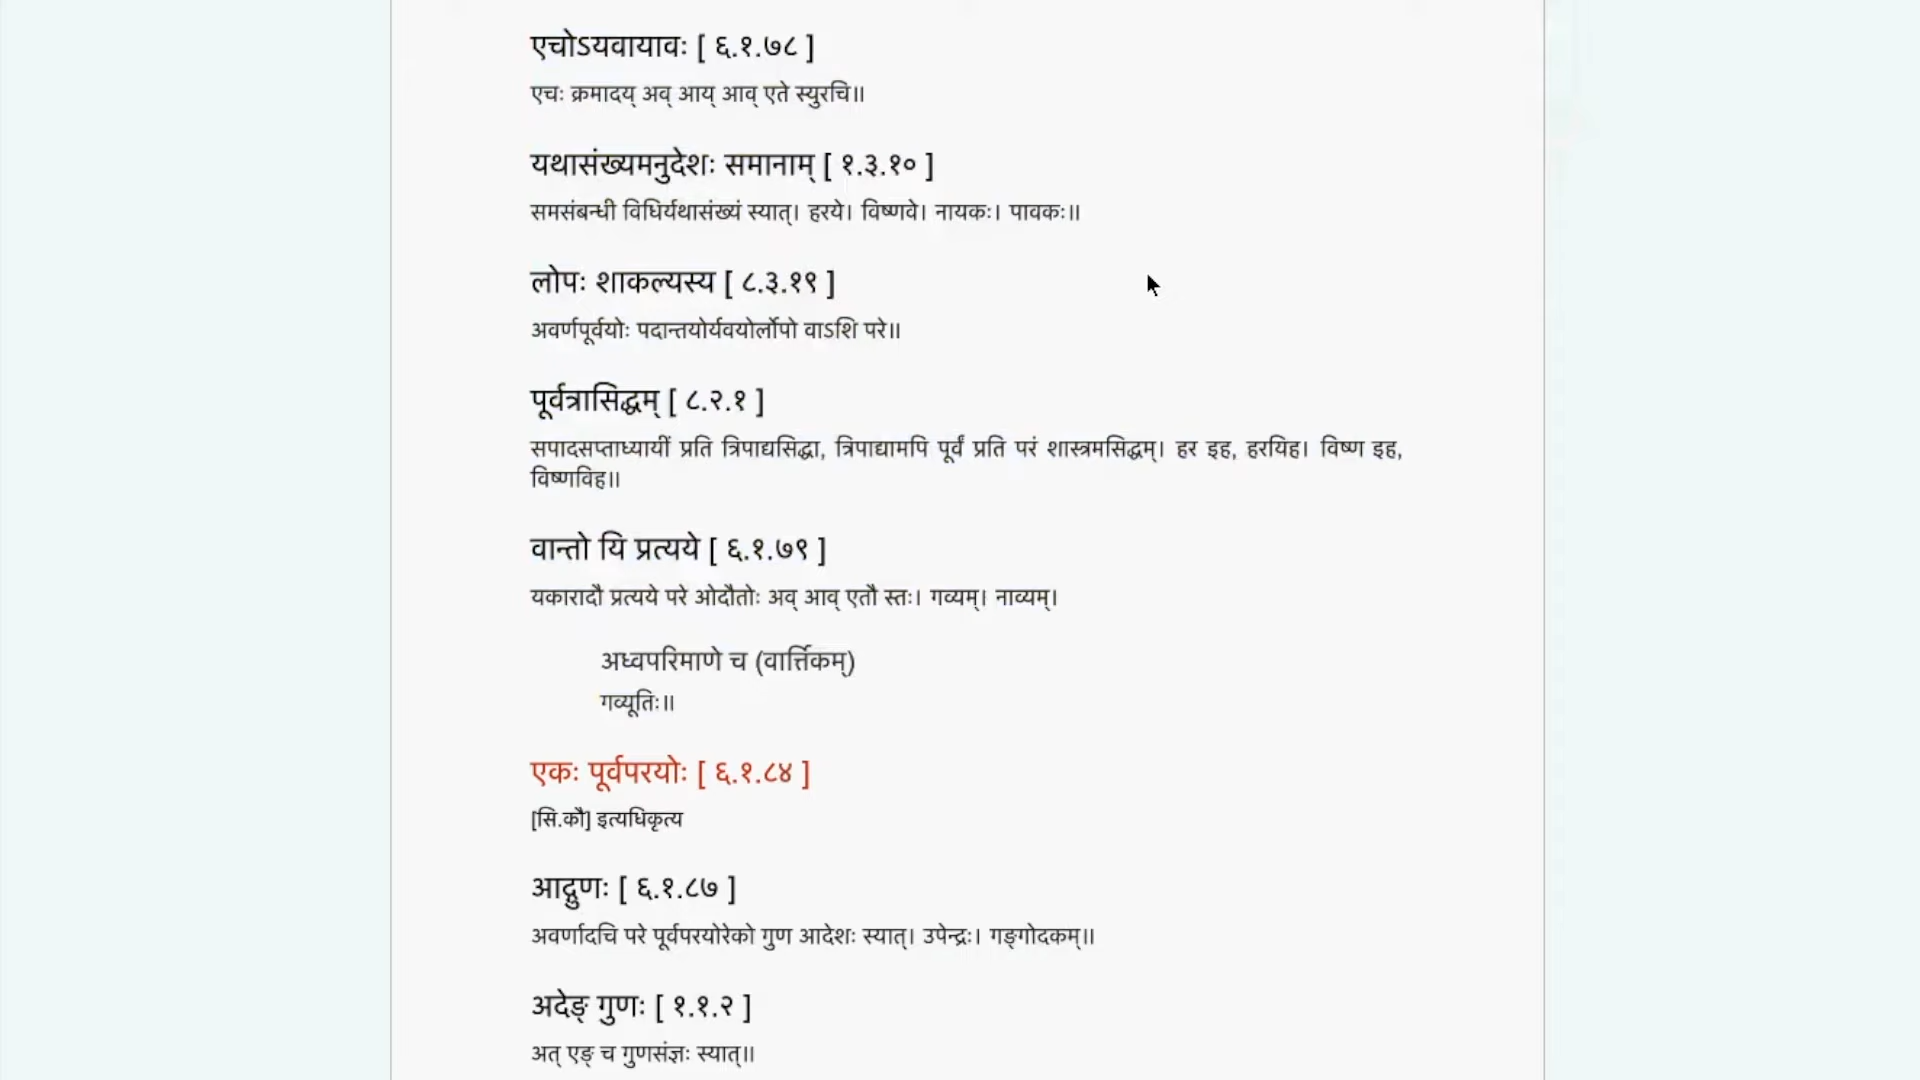 एचोऽयवायावः [ ६.१.७८ ]
एचः क्रमादय् अव् आय् आव् एते स्युरचि॥
यथासंख्यमनुदेशः समानाम् [ १.३.१० ]
समसंबन्धी विधिर्यथासंख्यं स्यात्। हरये। विष्णवे। नायकः। पावकः॥
लोपः शाकल्यस्य [ ८.३.१९ ]
अवर्णपूर्वयोः पदान्तयोर्यवयोर्लोपो वाऽशि परे॥
पूर्वत्रासिद्धम् [ ८.२.१ ]
सपादसप्ताध्यायीं प्रति त्रिपाद्यसिद्धा, त्रिपाद्यामपि पूर्वं प्रति परं शास्त्रमसिद्धम्। हर इह, हरयिह। विष्ण इह,
विष्णविह॥
वान्तो यि प्रत्यये [ ६.१.७९ ]
यकारादौ प्रत्यये परे ओदौतोः अव् आव् एतौ स्तः। गव्यम्। नाव्यम्।
अध्वपरिमाणे च (वार्त्तिकम्)
गव्यूतिः॥
एकः पूर्वपरयोः [ ६.१.८४ ]
[सि.कौ] इत्यधिकृत्य
आद्गुणः [ ६.१.८७ ]
अवर्णादचि परे पूर्वपरयोरेको गुण आदेशः स्यात्। उपेन्द्रः। गङ्गोदकम्॥
अदेङ् गुणः [ १.१.२ ]
अत् एङ् च गुणसंज्ञः स्यात्॥